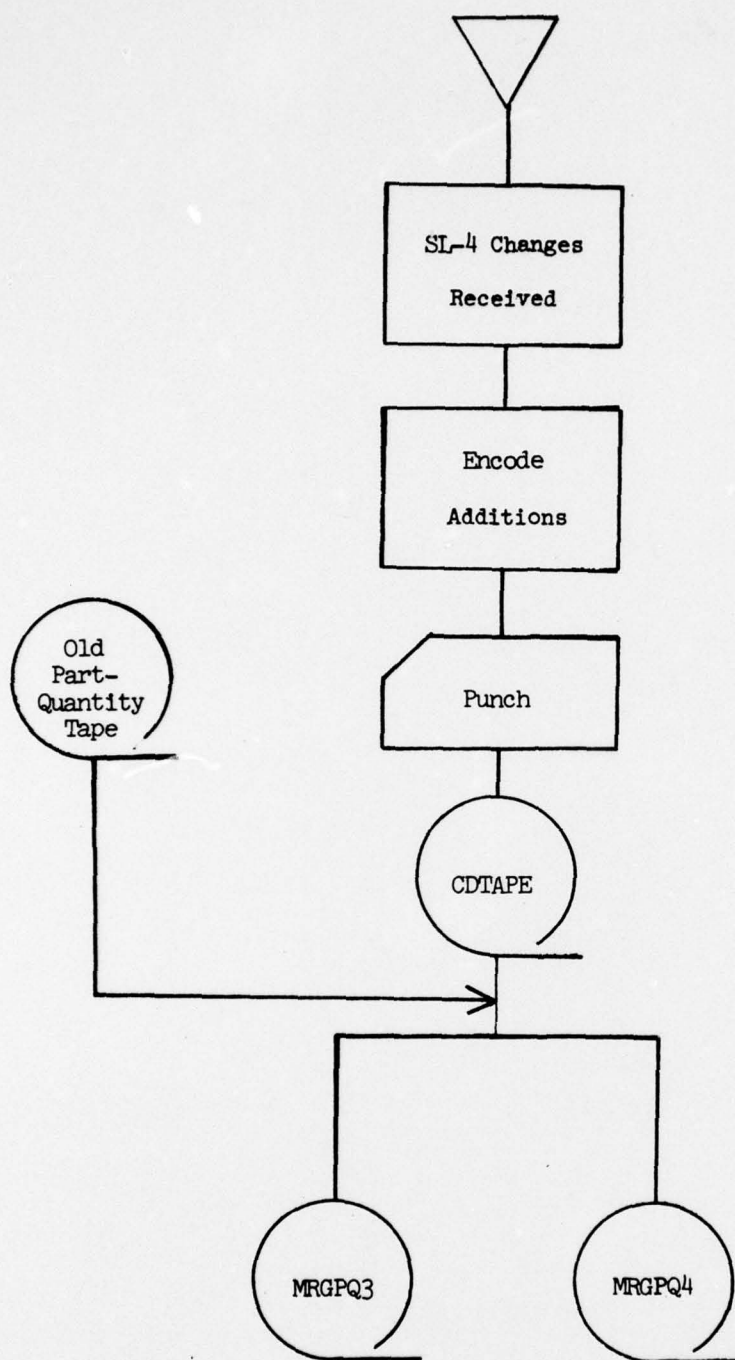 SL-4 Changes
Received
Encode
Additions
Old
Part-
Quantity
Tape
Punch
CDTAPE
MRGPQ3
MRGPQ4